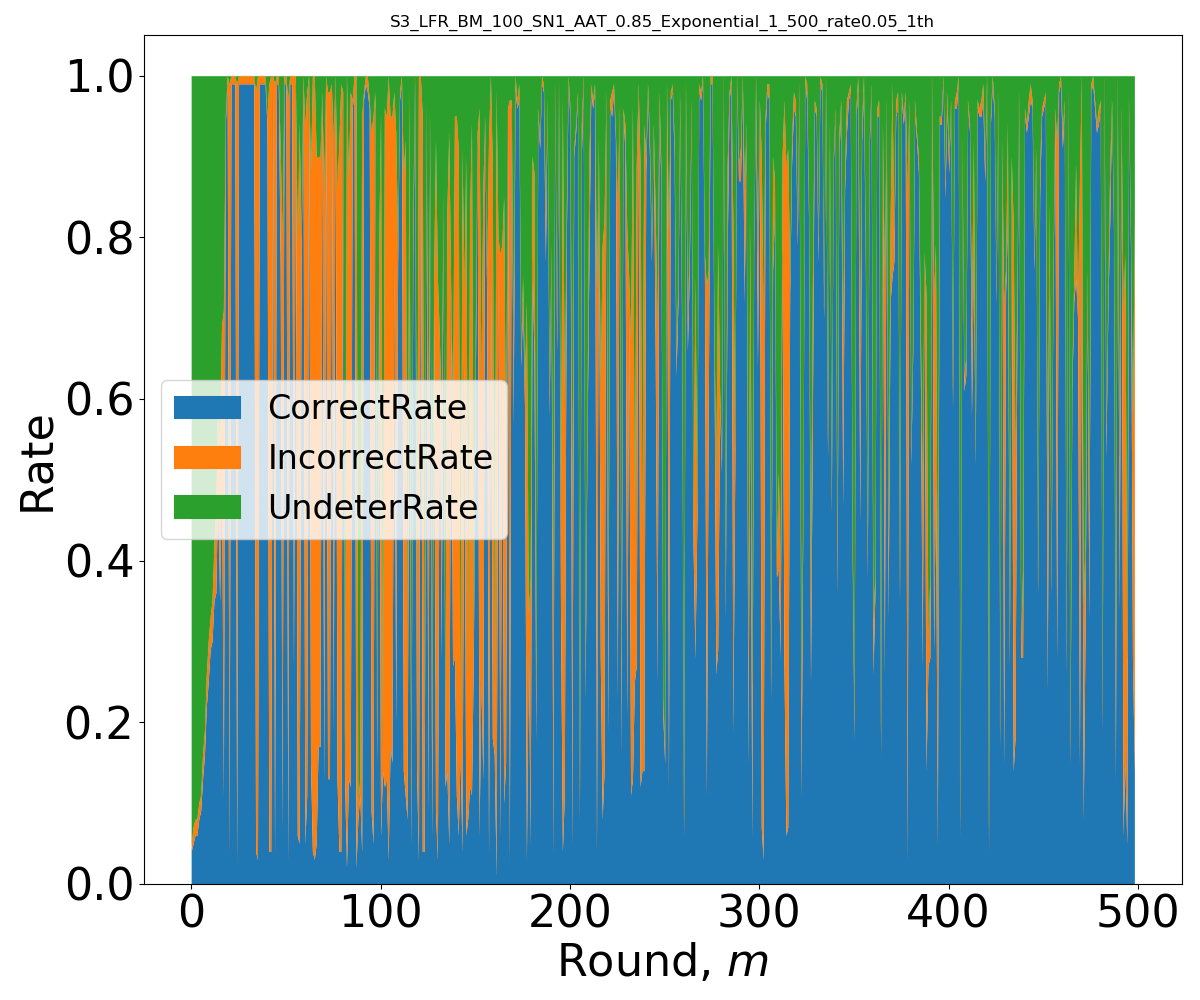 S3_LFR_BM_100_SN1_AAT_0.85_Exponential_1_500_rate0.05_1th
1.0
0.8
0.6
0.4
0.2
0.0
Rate
CorrectRate
IncorrectRate
UndeterRate
0 100 200 300 400 500
Round, m